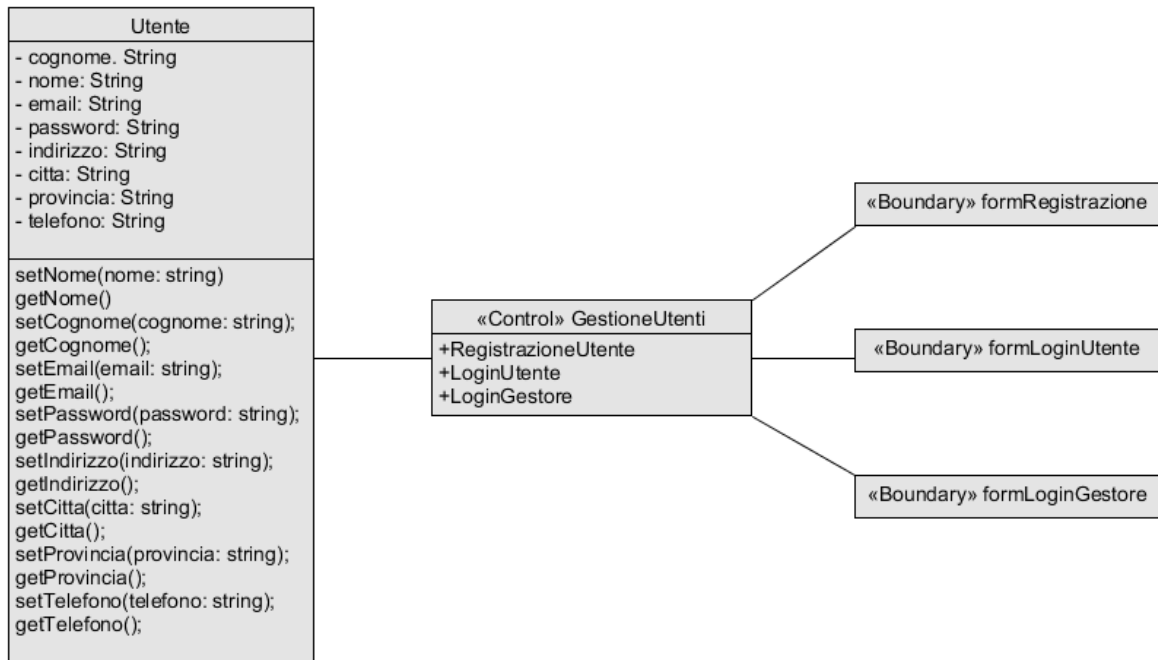 Utente
- cognome. String
- nome: String
- email: String
- password: String
- indirizzo: String
- citta: String
- provincia: String
- telefono: String
setNome(nome: string)
getNome()
setCognome(cognome: string);
getCognome();
setEmail(email: string);
getEmail();
setPassword(password: string);
getPassword();
setIndirizzo(indirizzo: string);
getIndirizzo();
setCitta(citta: string);
getCitta();
setProvincia(provincia: string);
getProvincia();
setTelefono(telefono: string);
getTelefono();
«Control» GestioneUtenti
+RegistrazioneUtente
+LoginUtente
+LoginGestore
«Boundary» formRegistrazione
«Boundary» formLoginUtente
«Boundary» formLoginGestore